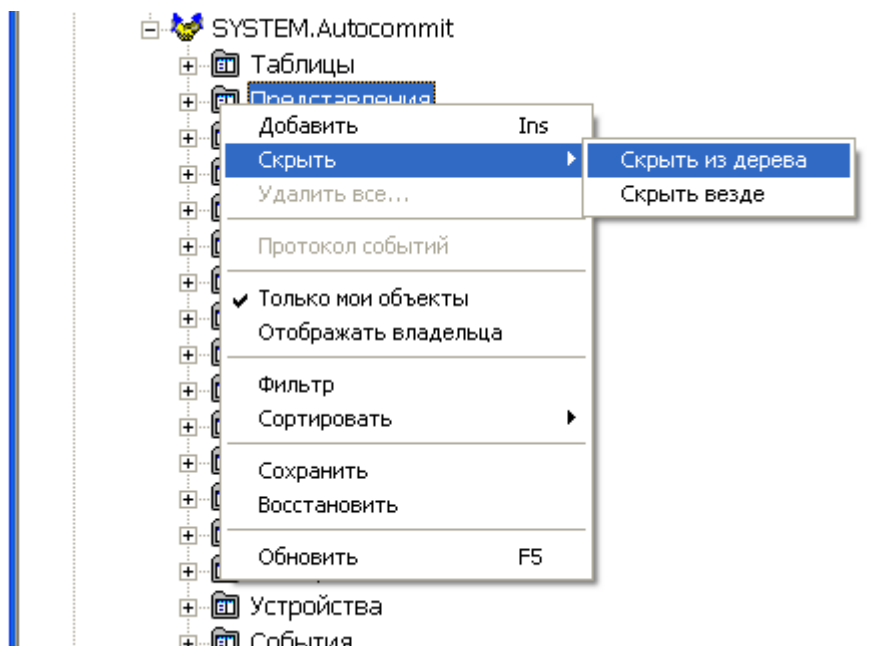 SYSTEM.Autocommit
Таблицы
Представления
Добавить Ins
Скрыть
Скрыть из дерева
Скрыть везде
Удалить все...
Протокол событий
Только мои объекты
Отображать владельца
Фильтр
Сортировать
Сохранить
Восстановить
Обновить F5
Устройства
События